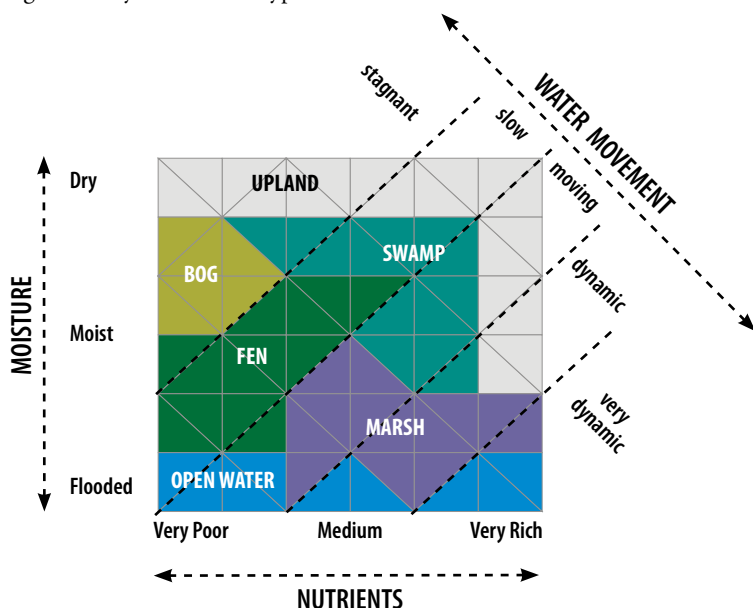 stagnant
slow
moving
dynamic
very
dynamic
WATER MOVEMENT
MOISTURE
Dry
Moist
Flooded
UPLAND
SWAMP
BOG
FEN
MARSH
OPEN WATER
Very Poor
Medium
Very Rich
NUTRIENTS